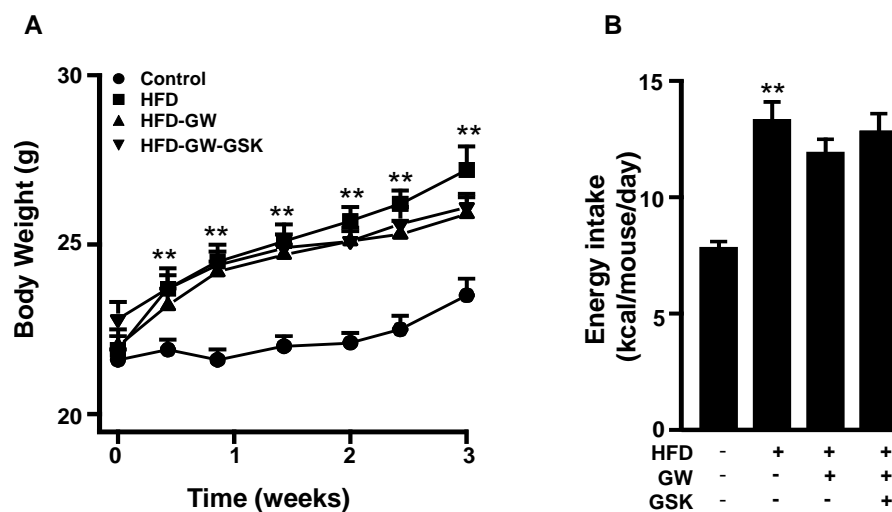 A
30
25
20
Body Weight (g)
Control
HFD
HFD-GW
HFD-GW-GSK
**
**
**
**
**
**
0 1 2 3
Time (weeks)
B
15
10
5
0
Energy intake
(kcal/mouse/day)
**
HFD - + + +
GW - - + +
GSK - - - +